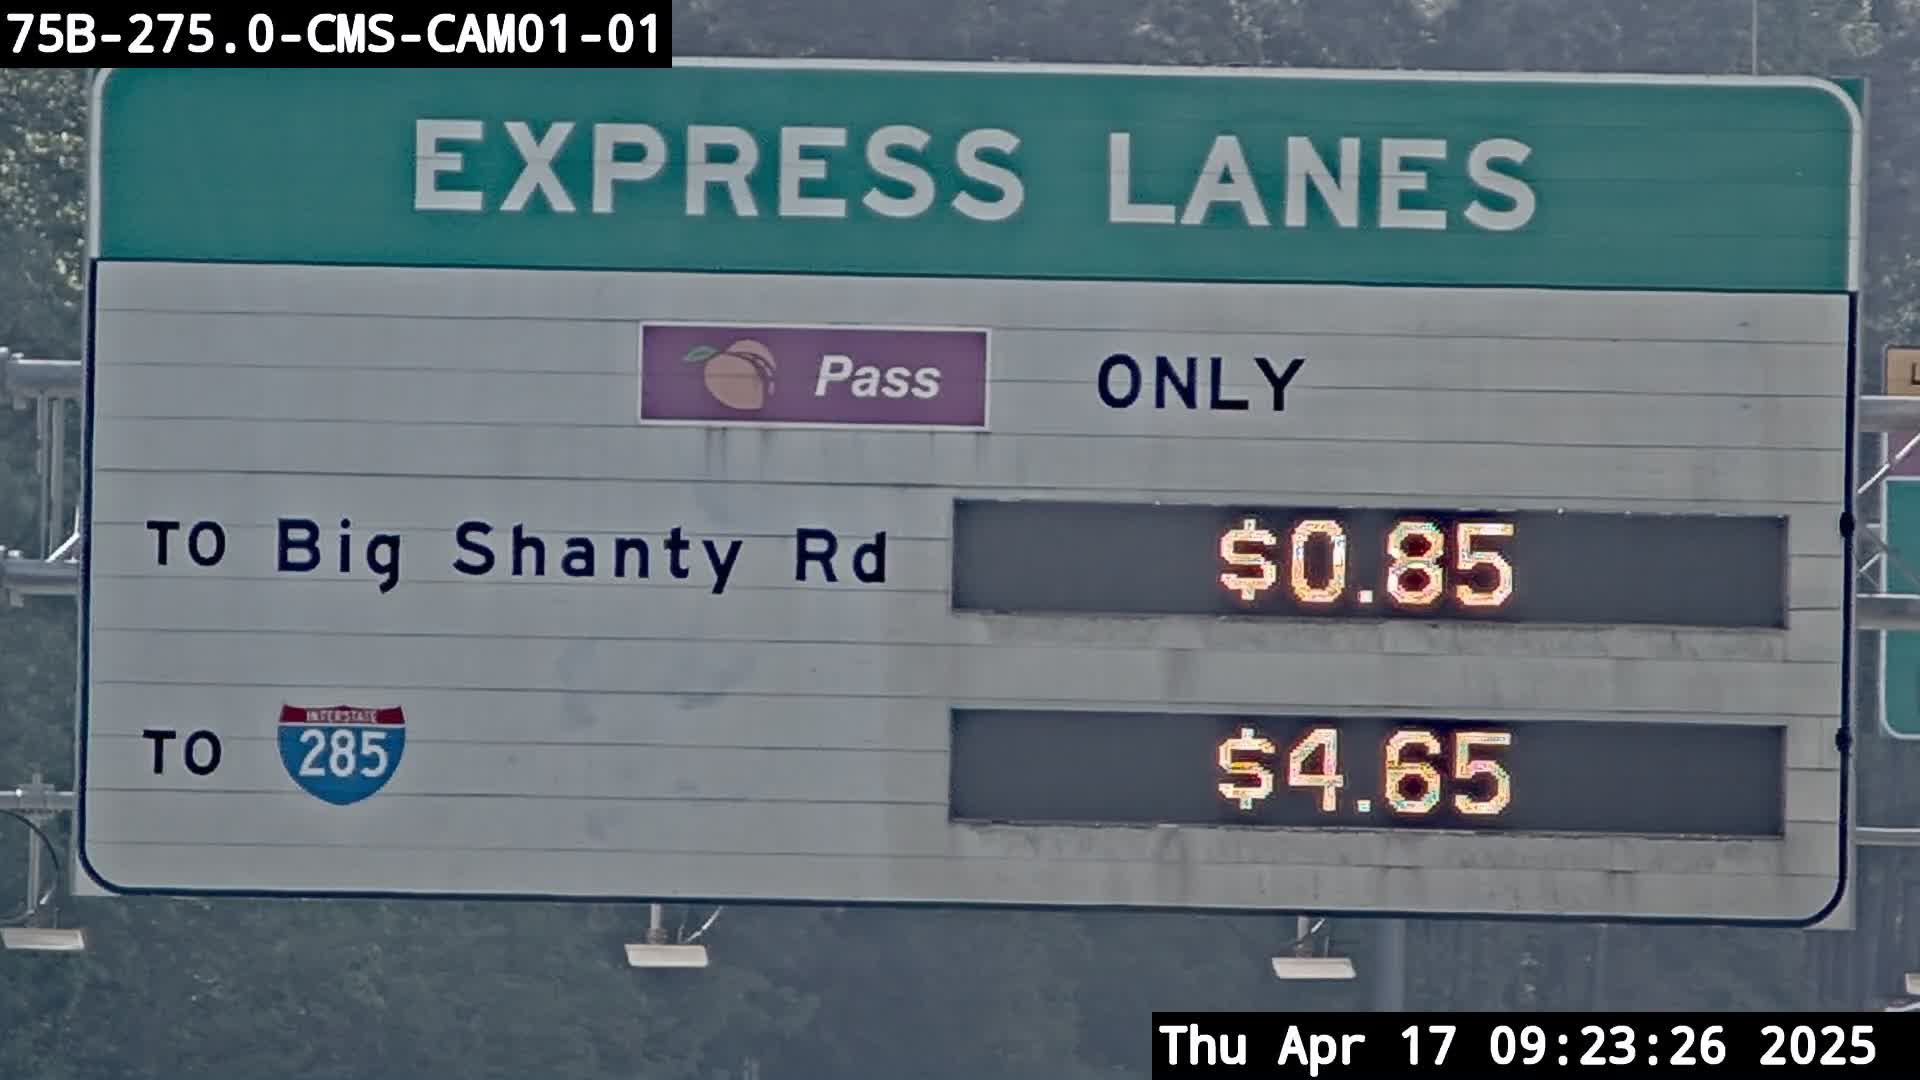 75B-275.0-CMS-CAM01-01
EXPRESS LANES
Pass ONLY
TO Big Shanty Rd $0.85
INTERSTATE
TO 285 $4.65
Thu Apr 17 09:23:26 2025